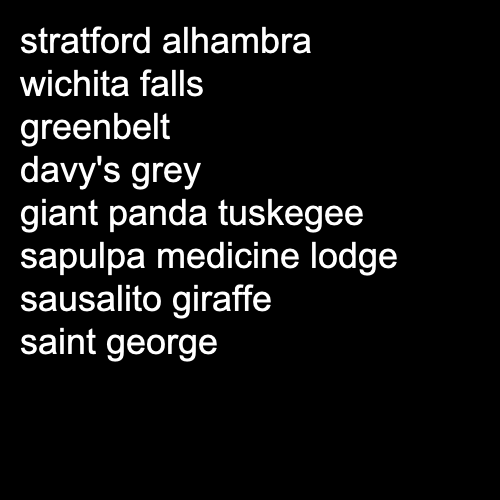 stratford alhambra
wichita falls
greenbelt
davy's grey
giant panda tuskegee
sapulpa medicine lodge
sausalito giraffe
saint george